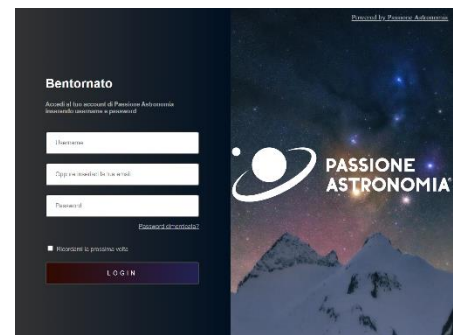 Powered by Passione Astronomia
Bentornato
Accedi al tuo account di Passione Astronomia
inserendo username e password
Username
Oppure inserisci la tua email
Password
Password dimenticata?
Ricordami la prossima volta
LOGIN
PASSIONE
ASTRONOMIA